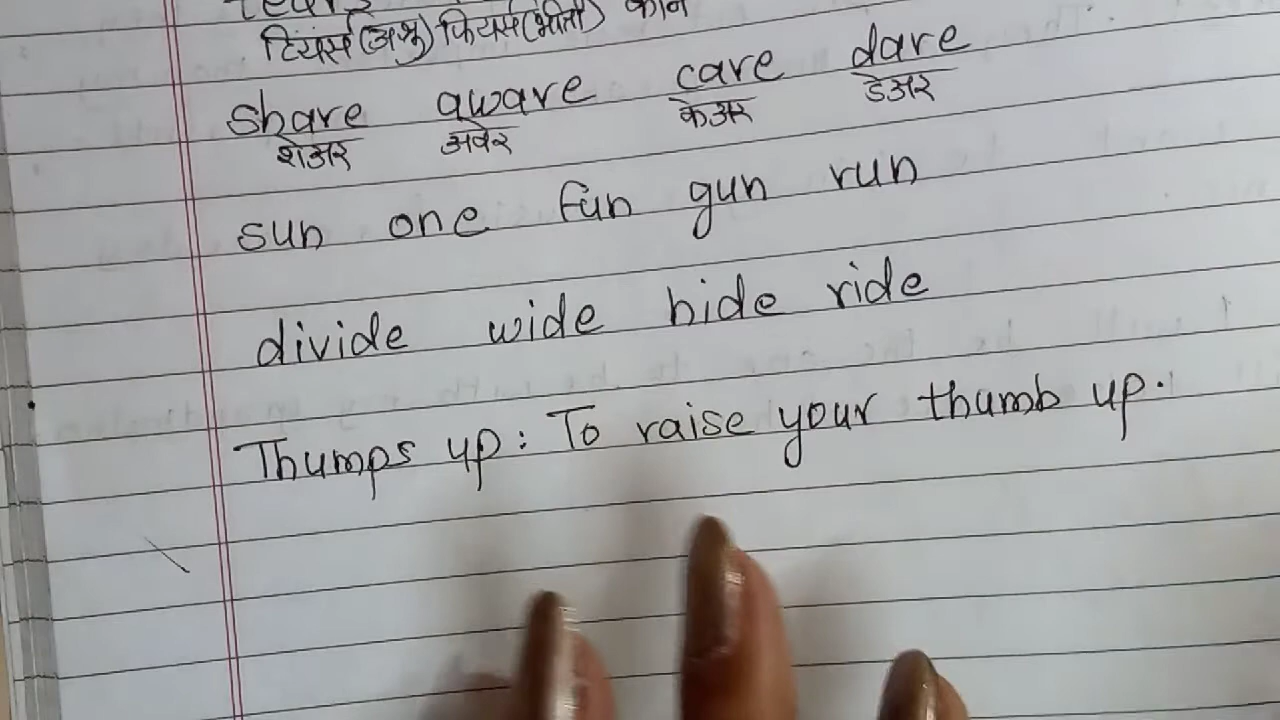 टियर्स (अश्रु) फियर्स (भीती) कान
share aware care dare
शेअर अवेर केअर डेअर
sun one fun gun run
divide wide hide ride
Thumps up: To raise your thumb up.